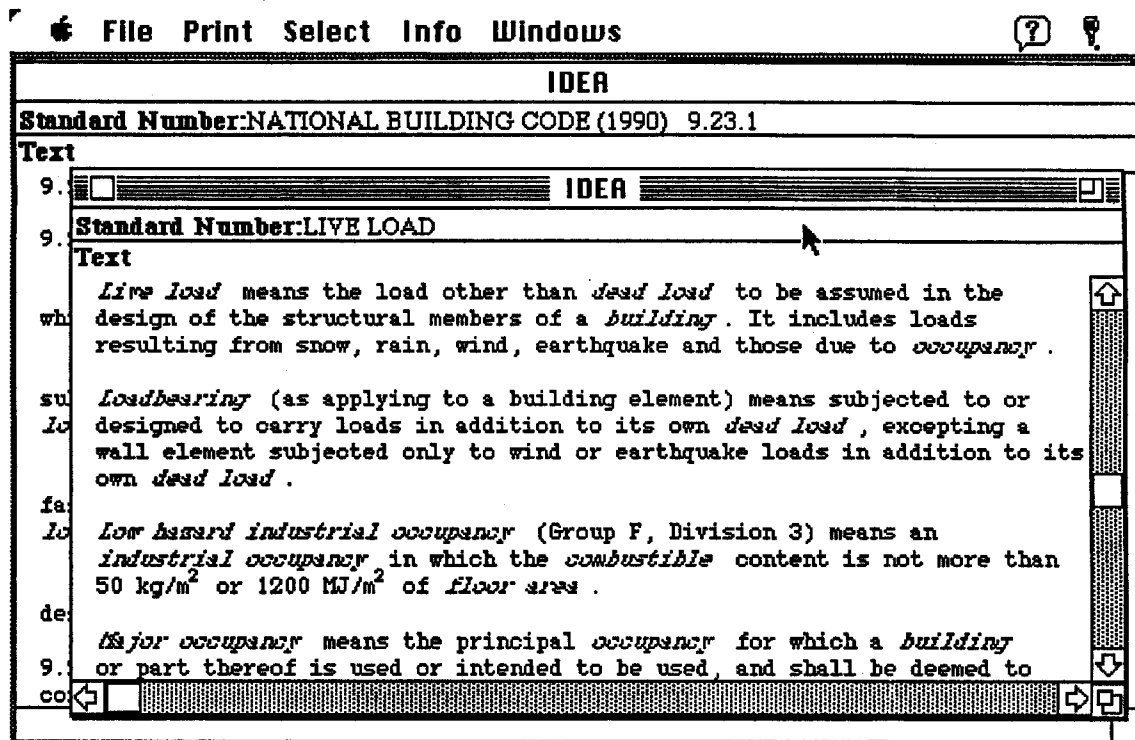 File Print Select Info Windows
IDEA
Standard Number:NATIONAL BUILDING CODE (1990) 9.23.1
Text
IDEA
Standard Number:LIVE LOAD
Text
Live load means the load other than dead load to be assumed in the
design of the structural members of a building . It includes loads
resulting from snow, rain, wind, earthquake and those due to occupancy .
Loadbearing (as applying to a building element) means subjected to or
designed to carry loads in addition to its own dead load , excepting a
wall element subjected only to wind or earthquake loads in addition to its
own dead load .
Low hazard industrial occupancy (Group F, Division 3) means an
industrial occupancy in which the combustible content is not more than
50 kg/m² or 1200 MJ/m² of floor area .
Major occupancy means the principal occupancy for which a building
or part thereof is used or intended to be used, and shall be deemed to